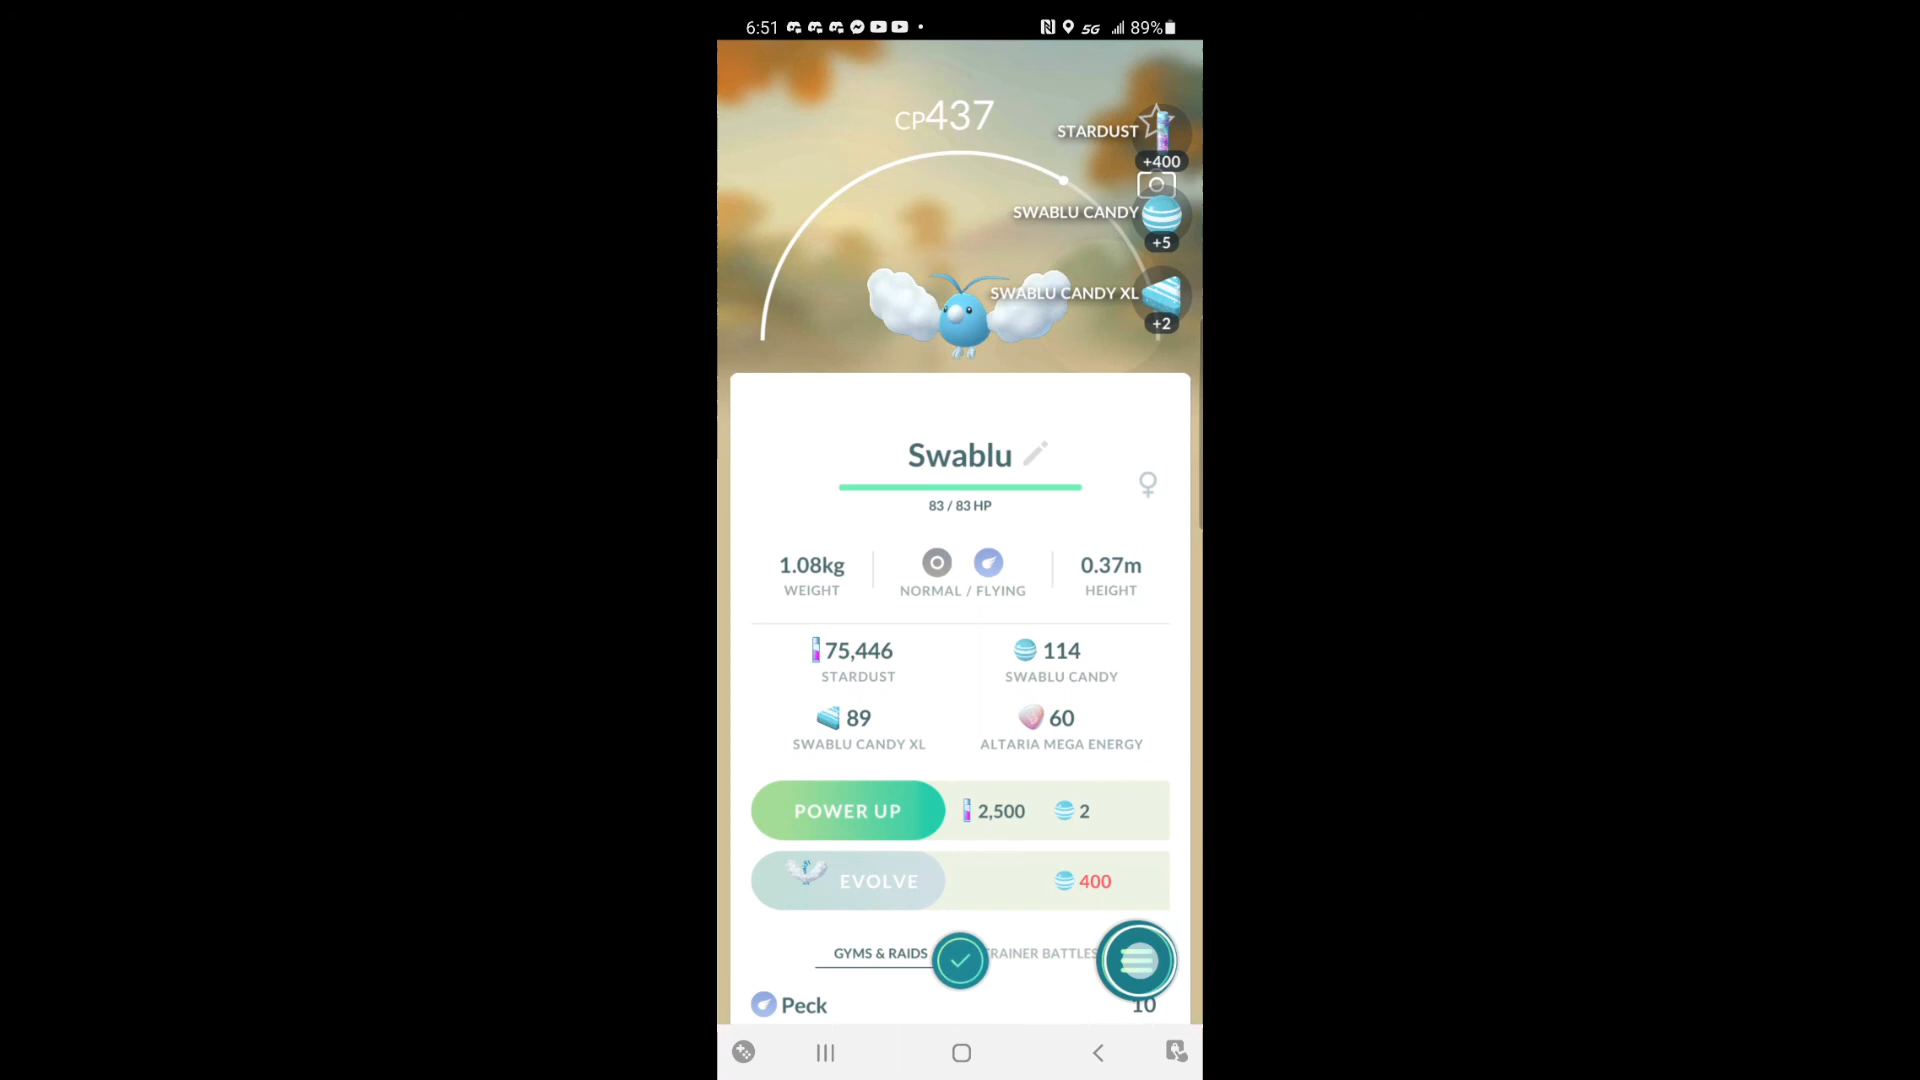 6:51 5G 89%
CP437
STARDUST
+400
SWABLU CANDY
+5
SWABLU CANDY XL
+2
Swablu
83 / 83 HP
1.08kg
WEIGHT
NORMAL / FLYING
0.37m
HEIGHT
75,446
STARDUST
114
SWABLU CANDY
89
SWABLU CANDY XL
60
ALTARIA MEGA ENERGY
POWER UP 2,500 2
EVOLVE 400
GYMS & RAIDS TRAINER BATTLES
Peck 10